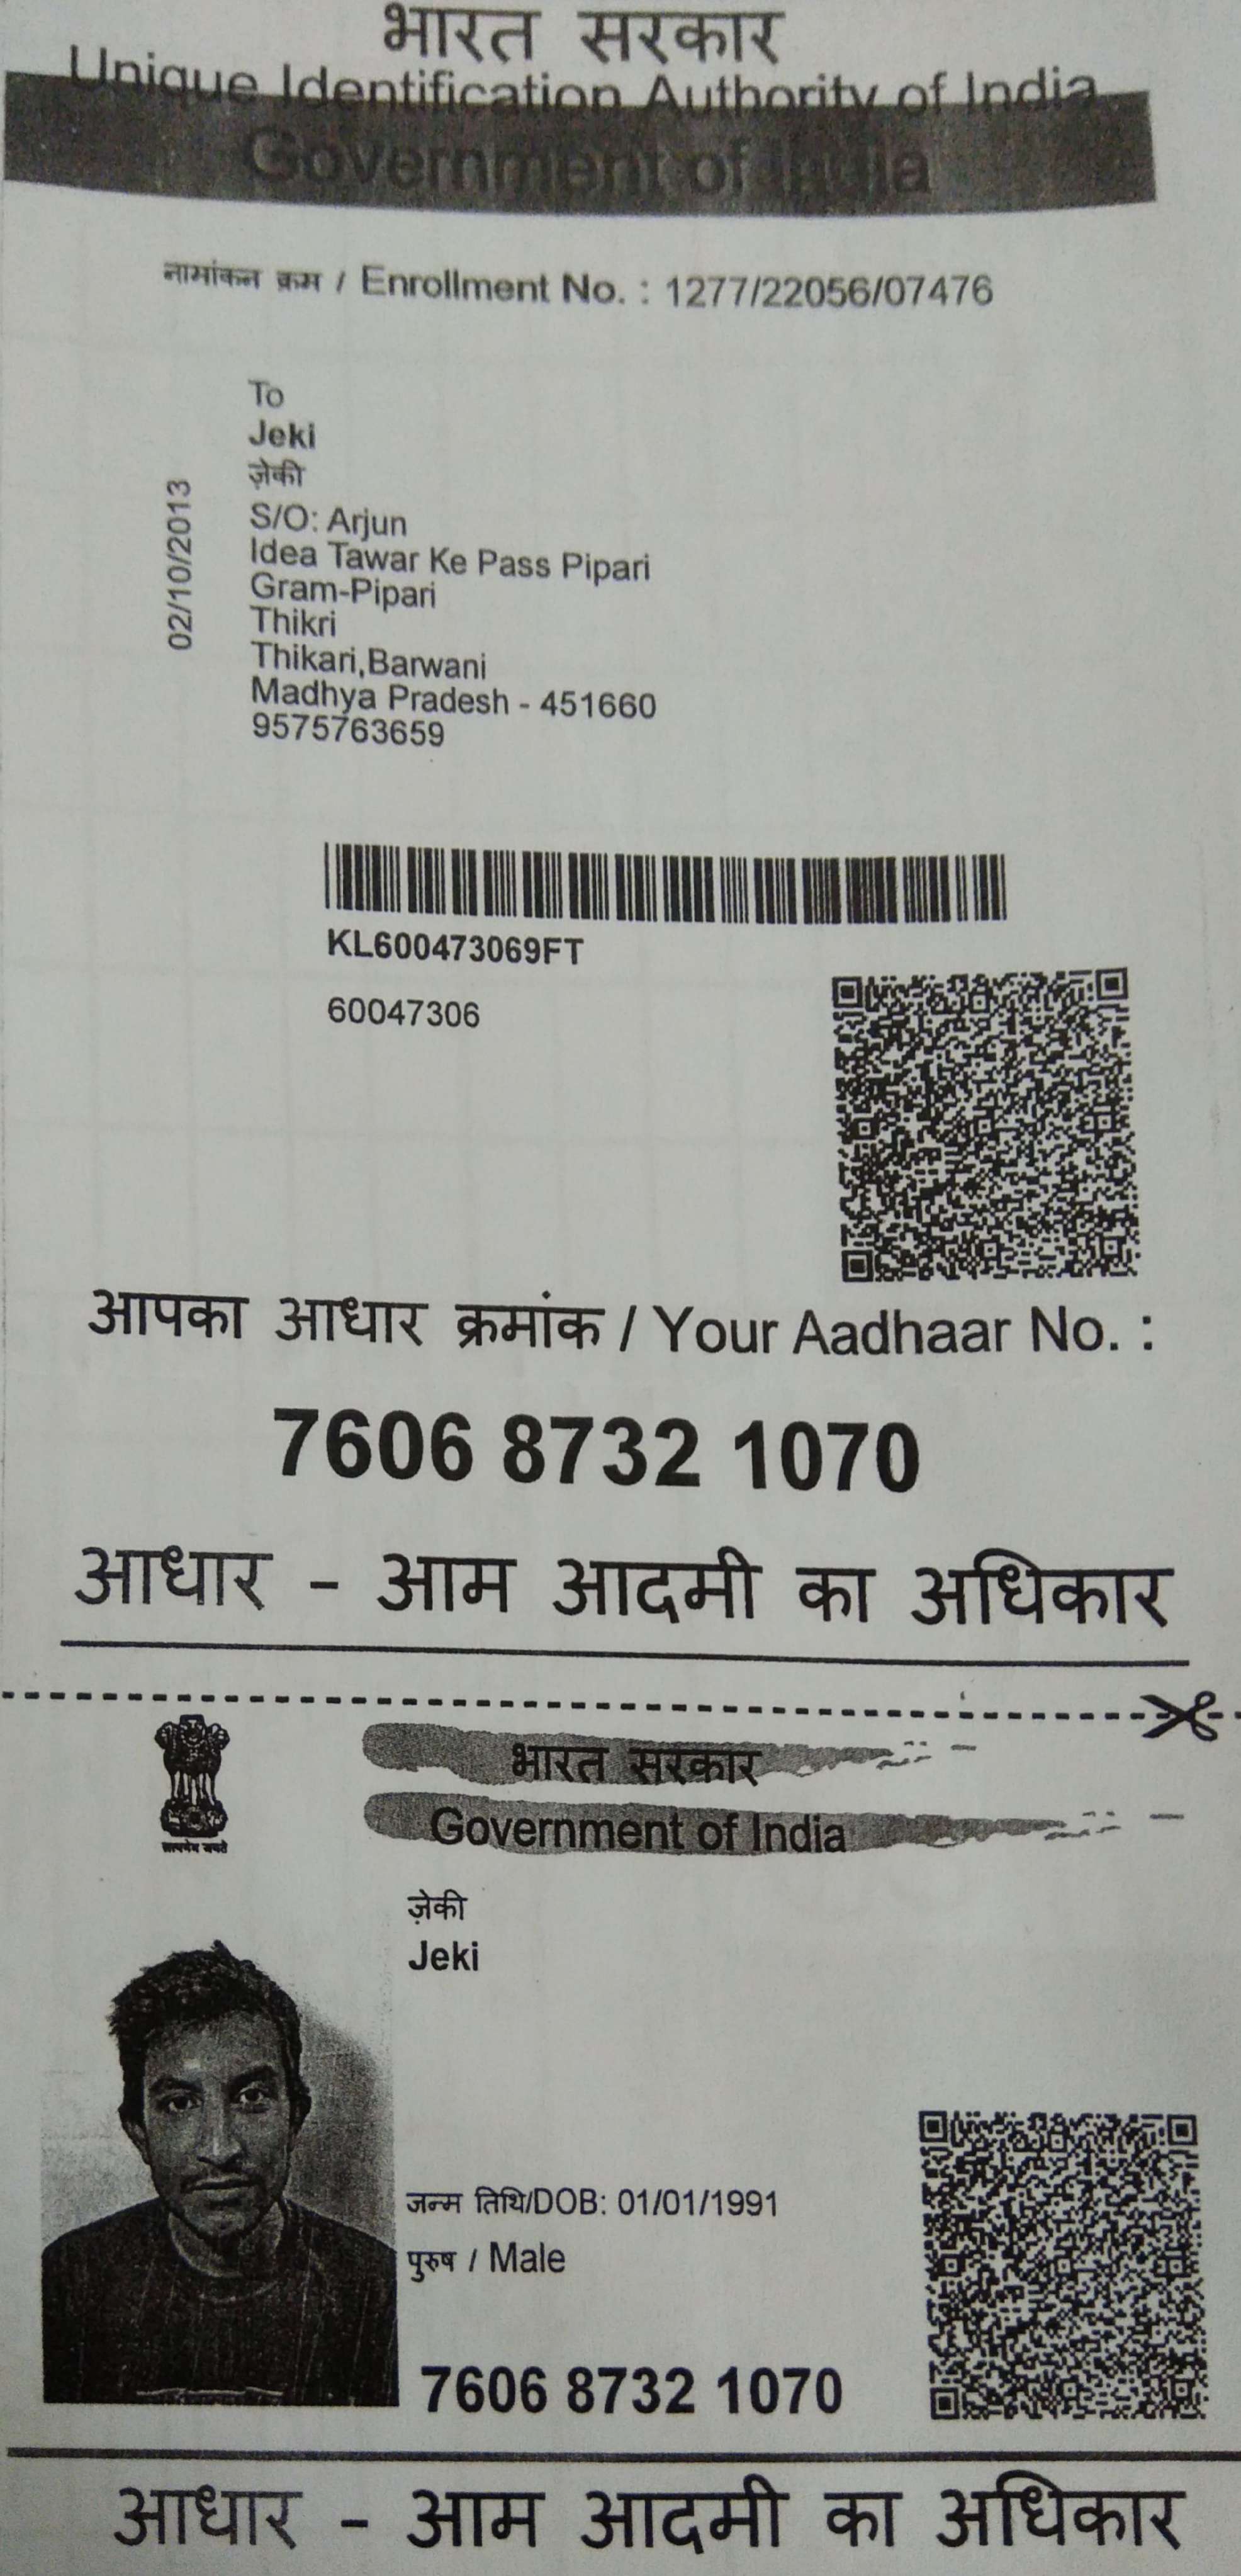 भारत सरकार
Unique Identification Authority of India
Government of India
नामांकन क्रम / Enrollment No. : 1277/22056/07476
02/10/2013
To
Jeki
ज़ेकी
S/O: Arjun
Idea Tawar Ke Pass Pipari
Gram-Pipari
Thikri
Thikari,Barwani
Madhya Pradesh - 451660
9575763659
KL600473069FT
60047306
आपका आधार क्रमांक / Your Aadhaar No. :
7606 8732 1070
आधार - आम आदमी का अधिकार
सत्यमेव जयते
भारत सरकार
Government of India
ज़ेकी
Jeki
जन्म तिथि/DOB: 01/01/1991
पुरुष / Male
7606 8732 1070
आधार - आम आदमी का अधिकार